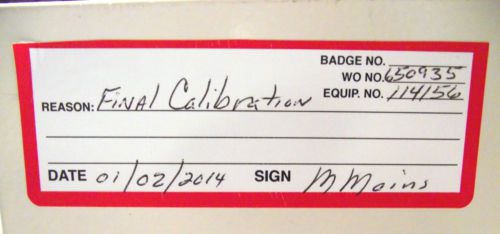 BADGE NO.
WO NO. 650935
REASON: FINAL Calibration EQUIP. NO. 114156
DATE 01/02/2014 SIGN M Mains